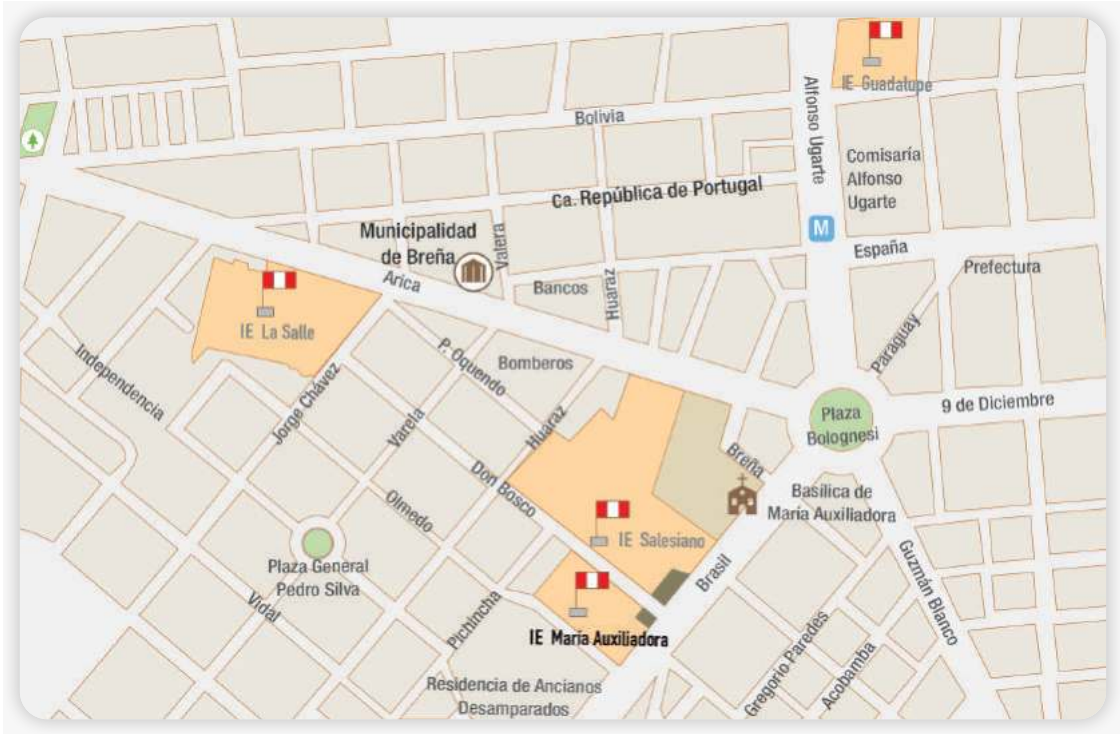 IE Guadalupe
Alfonso Ugarte
Bolivia
Comisaría
Alfonso
Ugarte
Ca. República de Portugal
Municipalidad
de Breña
Valera
M
España
Prefectura
Arica
Bancos
Huaraz
IE La Salle
Paraguay
P. Oquendo
Bomberos
Independencia
Jorge Chávez
9 de Diciembre
Plaza
Bolognesi
Varela
Huaraz
Breña
Don Bosco
Basílica de
María Auxiliadora
Olmedo
IE Salesiano
Plaza General
Pedro Silva
Brasil
Guzmán Blanco
Vidal
Pichincha
IE María Auxiliadora
Gregorio Paredes
Acobamba
Residencia de Ancianos
Desamparados